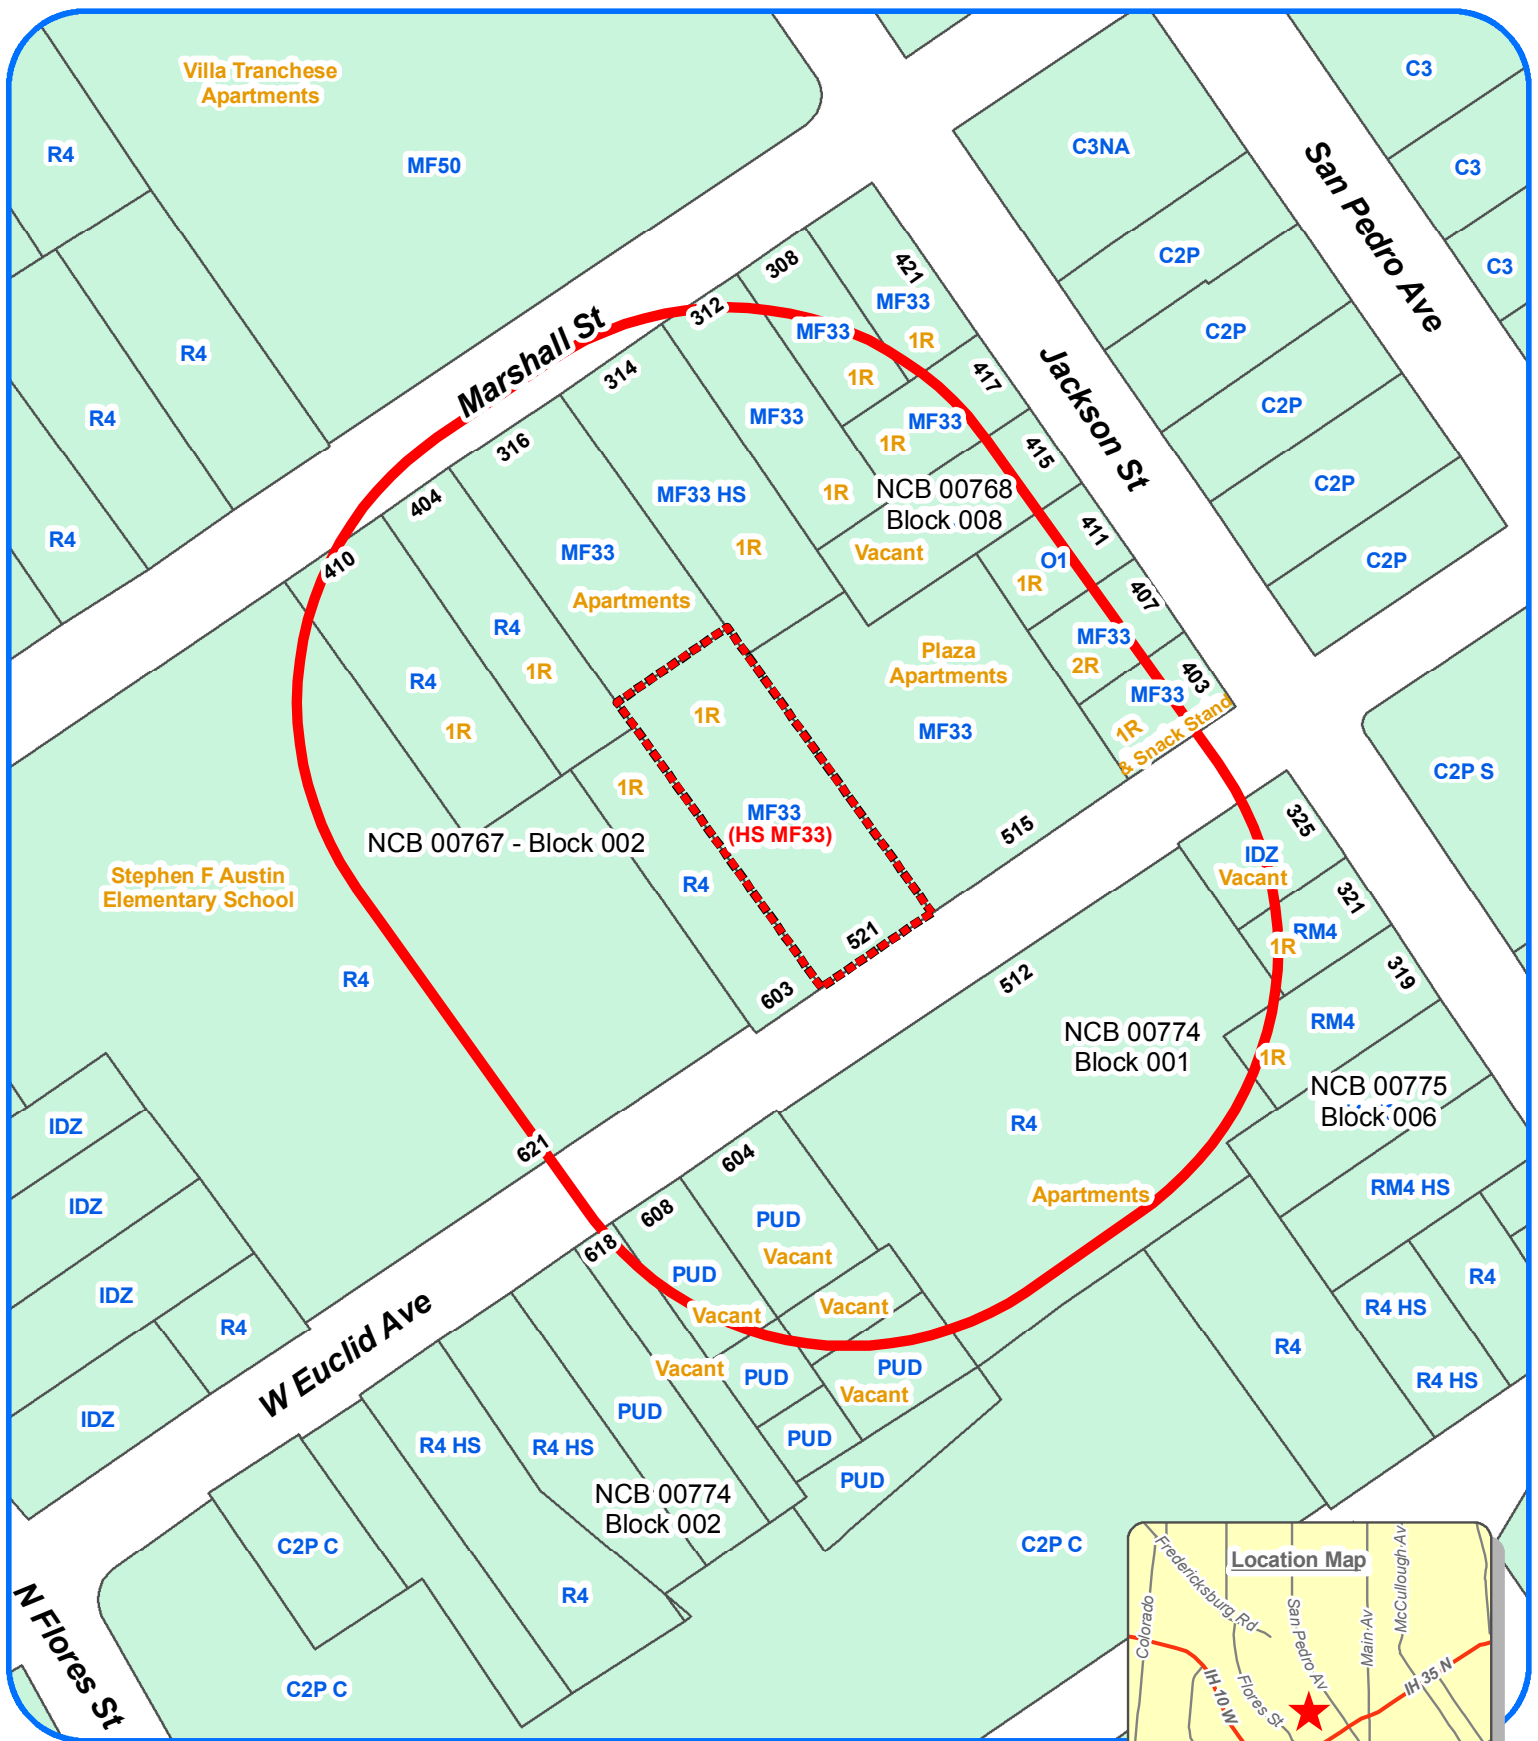 Villa Tranchese
Apartments
MF50
R4
R4
R4
R4
C3NA
C3
C3
C3
C2P
C2P
C2P
C2P
C2P
San Pedro Ave
Jackson St
Marshall St
421
308
312
314
316
404
410
MF33
1R
MF33
1R
417
MF33
1R
MF33
1R
415
NCB 00768
Block 008
Vacant
MF33 HS
1R
MF33
Apartments
R4
1R
R4
1R
411
O1
1R
407
MF33
2R
403
MF33
1R
& Snack Stand
Plaza
Apartments
MF33
515
1R
MF33
(HS MF33)
521
1R
R4
603
NCB 00767 - Block 002
Stephen F Austin
Elementary School
R4
621
C2P S
325
IDZ
Vacant
321
RM4
1R
319
RM4
1R
NCB 00775
Block 006
RM4 HS
R4
R4 HS
R4 HS
R4
512
NCB 00774
Block 001
R4
Apartments
604
PUD
Vacant
608
PUD
Vacant
618
Vacant
Vacant
PUD
PUD
Vacant
PUD
PUD
PUD
R4 HS
R4 HS
NCB 00774
Block 002
R4
IDZ
IDZ
IDZ
R4
IDZ
W Euclid Ave
C2P C
C2P C
C2P C
N Flores St
Location Map
Fredericksburg Rd
Colorado
San Pedro Av
Main Av
McCullough Av
Flores St
IH 10 W
IH 35 N